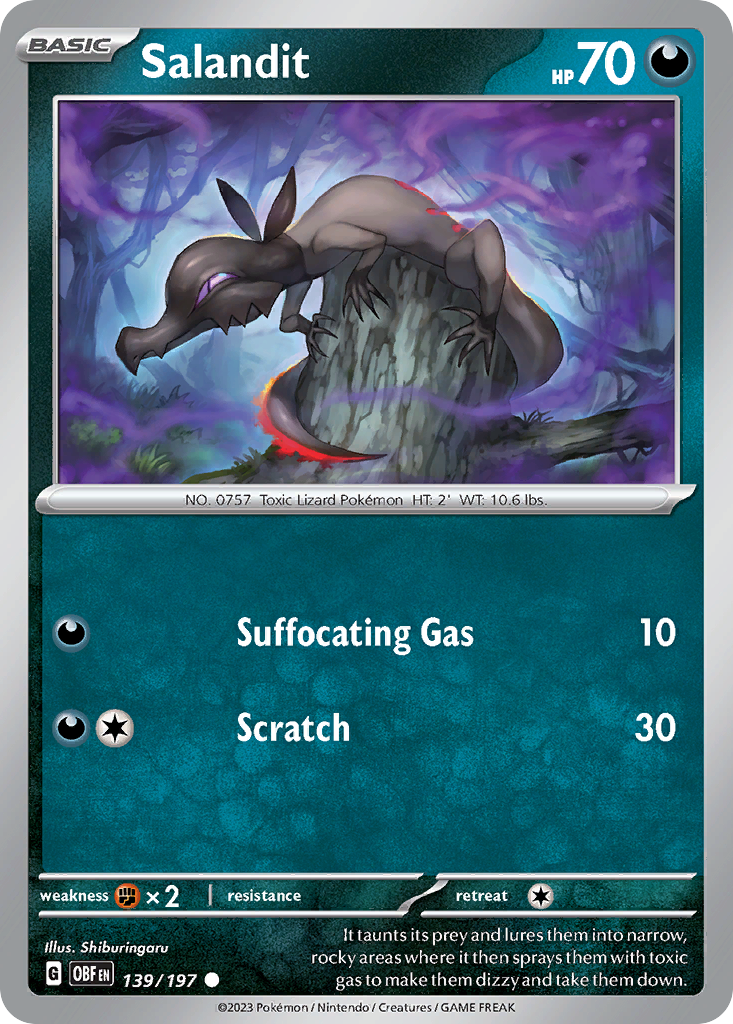 BASIC
Salandit
HP 70
NO. 0757 Toxic Lizard Pokémon HT: 2' WT: 10.6 lbs.
Suffocating Gas 10
Scratch 30
weakness ×2 resistance retreat
Illus. Shiburingaru
It taunts its prey and lures them into narrow,
rocky areas where it then sprays them with toxic
gas to make them dizzy and take them down.
G OBF EN 139/197
©2023 Pokémon / Nintendo / Creatures / GAME FREAK